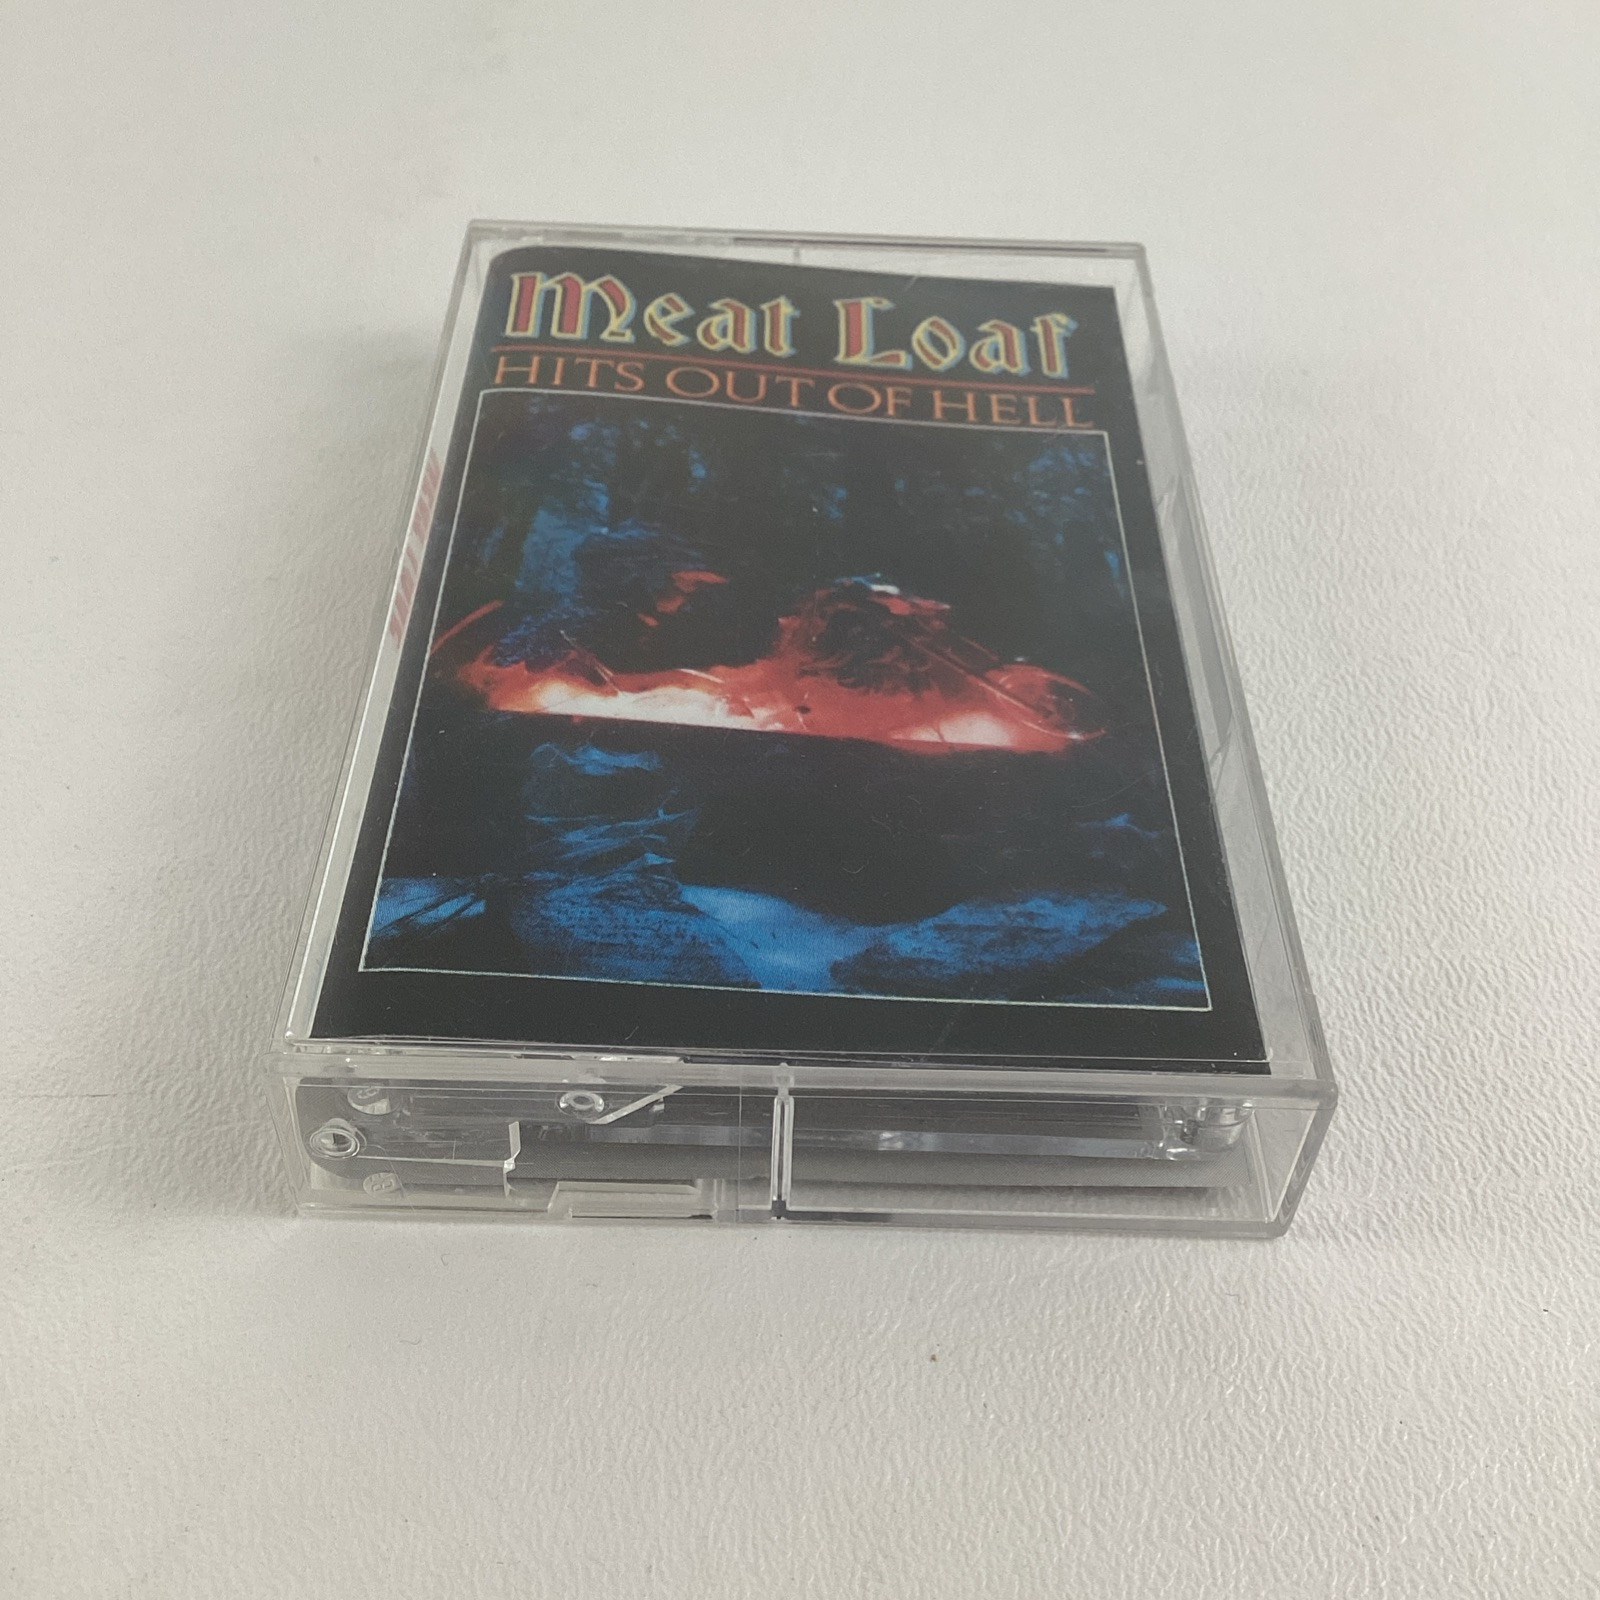 Meat Loaf
HITS OUT OF HELL